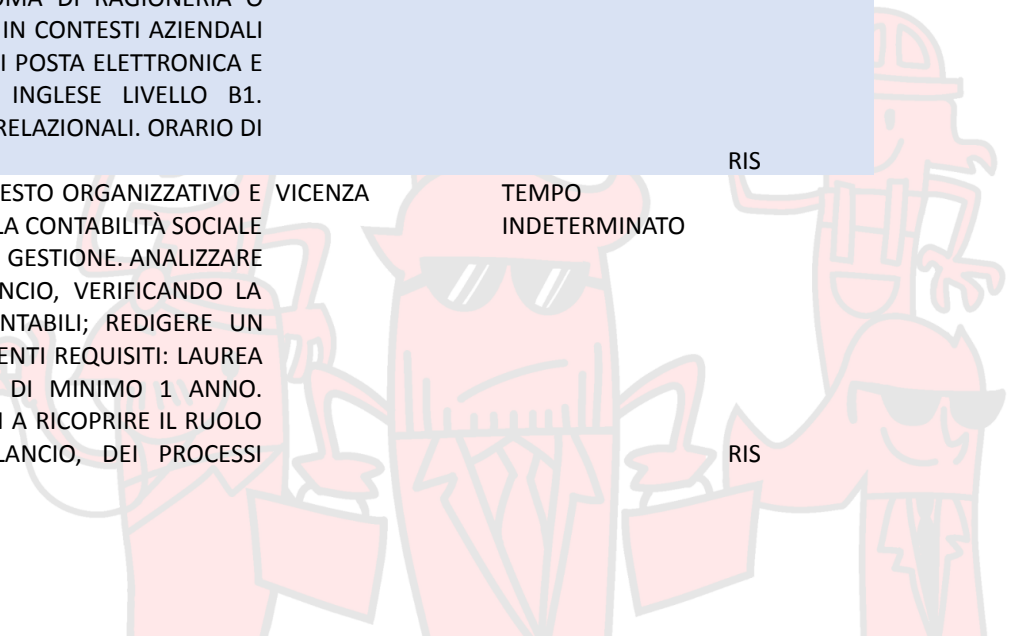 OMA DI RAGIONERIA O
IN CONTESTI AZIENDALI
I POSTA ELETTRONICA E
INGLESE LIVELLO B1.
RELAZIONALI. ORARIO DI
RIS
ESTO ORGANIZZATIVO E VICENZA TEMPO
LA CONTABILITÀ SOCIALE INDETERMINATO
GESTIONE. ANALIZZARE
NCIO, VERIFICANDO LA
NTABILI; REDIGERE UN
ENTI REQUISITI: LAUREA
DI MINIMO 1 ANNO.
I A RICOPRIRE IL RUOLO
LANCIO, DEI PROCESSI RIS